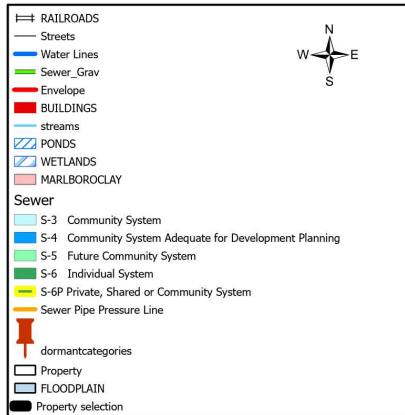 RAILROADS
Streets
Water Lines
Sewer_Grav
Envelope
BUILDINGS
streams
PONDS
WETLANDS
MARLBOROCLAY
Sewer
S-3 Community System
S-4 Community System Adequate for Development Planning
S-5 Future Community System
S-6 Individual System
S-6P Private, Shared or Community System
Sewer Pipe Pressure Line
dormantcategories
Property
FLOODPLAIN
Property selection
N
W E
S